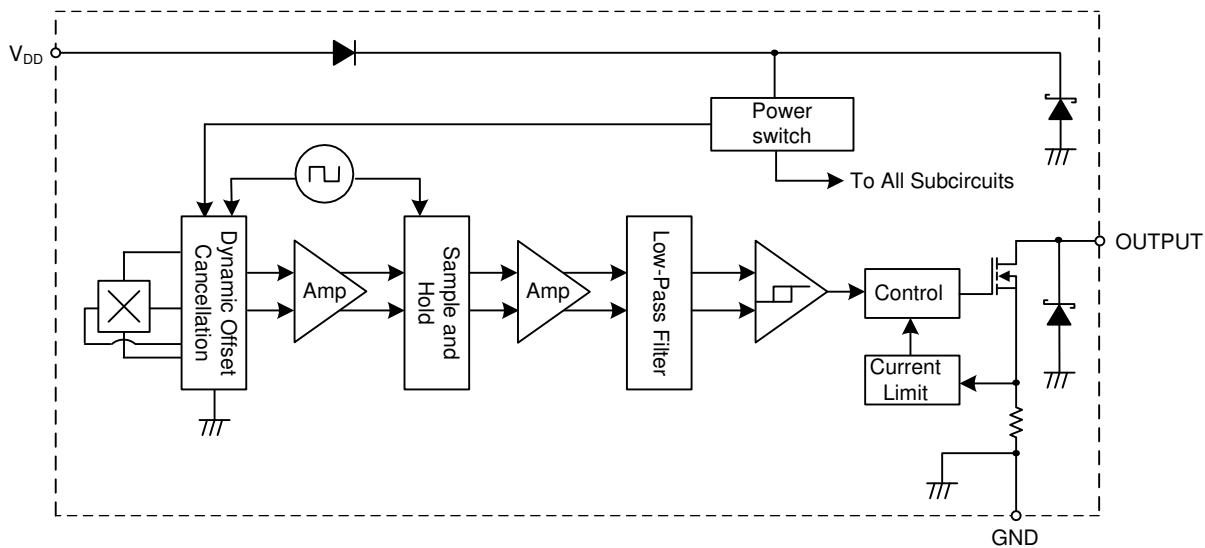 VDD
Power
switch
To All Subcircuits
Dynamic Offset
Cancellation
Amp
Sample and
Hold
Amp
Low-Pass Filter
Control
Current
Limit
OUTPUT
GND